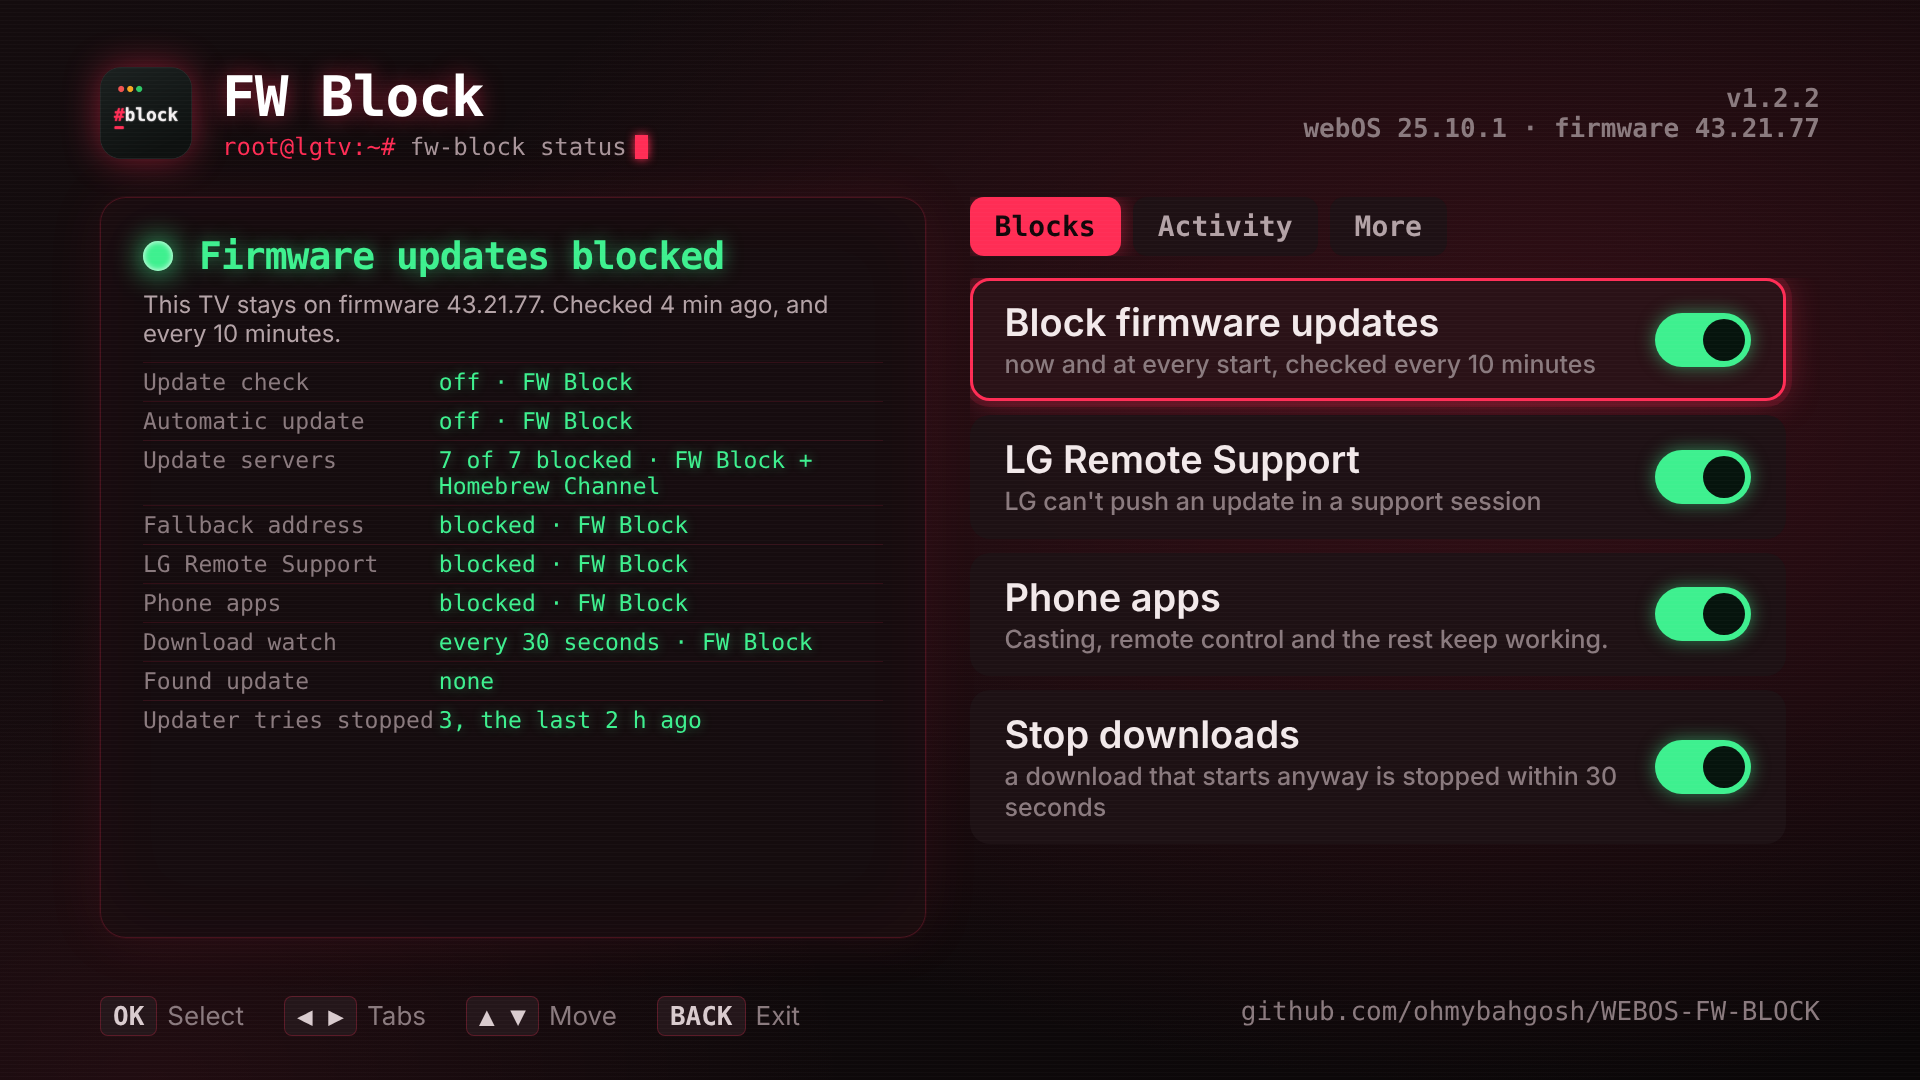 #block
FW Block
root@lgtv:~# fw-block status
v1.2.2
webOS 25.10.1 · firmware 43.21.77
Firmware updates blocked
This TV stays on firmware 43.21.77. Checked 4 min ago, and
every 10 minutes.
Update check off · FW Block
Automatic update off · FW Block
Update servers 7 of 7 blocked · FW Block +
Homebrew Channel
Fallback address blocked · FW Block
LG Remote Support blocked · FW Block
Phone apps blocked · FW Block
Download watch every 30 seconds · FW Block
Found update none
Updater tries stopped 3, the last 2 h ago
Blocks Activity More
Block firmware updates
now and at every start, checked every 10 minutes
LG Remote Support
LG can't push an update in a support session
Phone apps
Casting, remote control and the rest keep working.
Stop downloads
a download that starts anyway is stopped within 30
seconds
OK Select ◀ ▶ Tabs ▲ ▼ Move BACK Exit
github.com/ohmybahgosh/WEBOS-FW-BLOCK